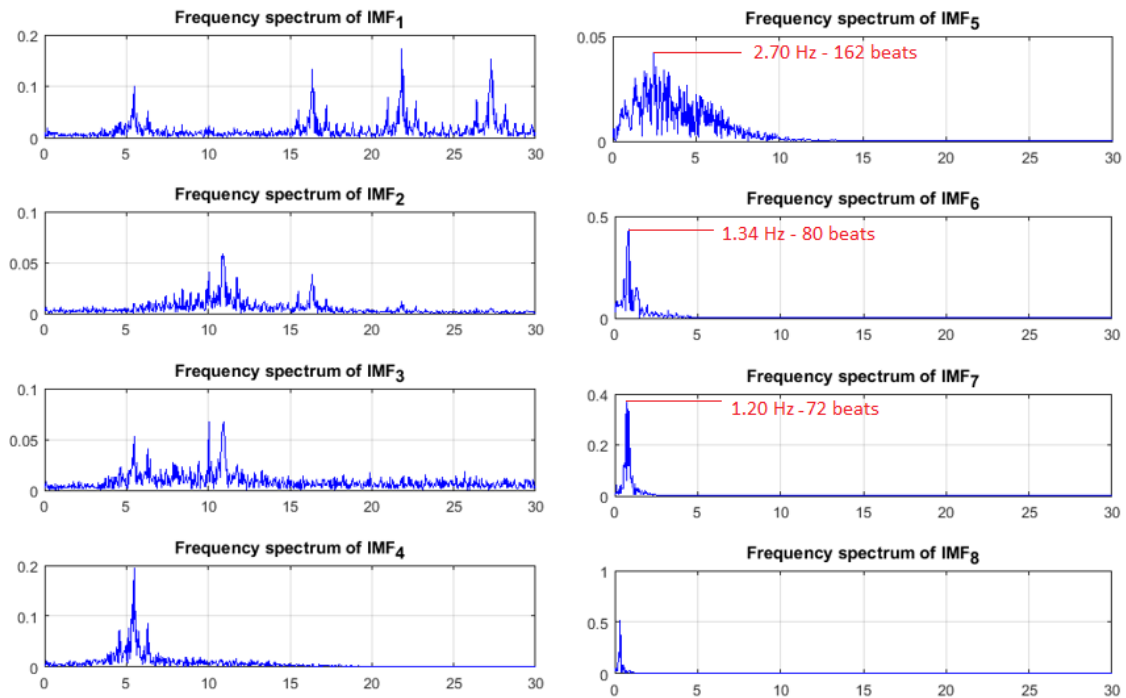 Frequency spectrum of IMF1
0.2
0.1
0
0 5 10 15 20 25 30
Frequency spectrum of IMF2
0.1
0.05
0
0 5 10 15 20 25 30
Frequency spectrum of IMF3
0.1
0.05
0
0 5 10 15 20 25 30
Frequency spectrum of IMF4
0.2
0.1
0
0 5 10 15 20 25 30
Frequency spectrum of IMF5
0.05
2.70 Hz - 162 beats
0
0 5 10 15 20 25 30
Frequency spectrum of IMF6
0.5
1.34 Hz - 80 beats
0
0 5 10 15 20 25 30
Frequency spectrum of IMF7
0.4
1.20 Hz -72 beats
0.2
0
0 5 10 15 20 25 30
Frequency spectrum of IMF8
1
0.5
0
0 5 10 15 20 25 30